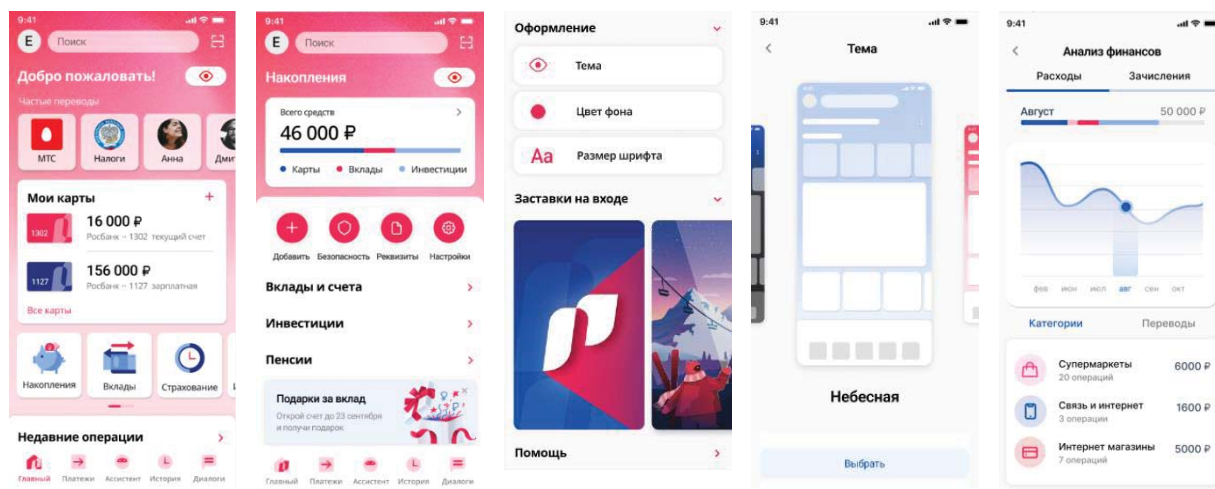 9:41
E
Поиск
Добро пожаловать!
Частые переводы
МТС
Налоги
Анна
Дми
Мои карты
+
1302
16 000 ₽
Росбанк – 1302 текущий счет
1127
156 000 ₽
Росбанк – 1127 зарплатная
Все карты
Накопления
Вклады
Страхование
Недавние операции
Главный
Платежи
Ассистент
История
Диалоги
9:41
E
Поиск
Накопления
Всего средств
46 000 ₽
Карты
Вклады
Инвестиции
Добавить
Безопасность
Реквизиты
Настройки
Вклады и счета
Инвестиции
Пенсии
Подарки за вклад
Открой счет до 23 сентября
и получи подарок
Главный
Платежи
Ассистент
История
Диалоги
Оформление
Тема
Цвет фона
Аа
Размер шрифта
Заставки на входе
Помощь
9:41
Тема
Небесная
Выбрать
9:41
Анализ финансов
Расходы
Зачисления
Август
50 000 ₽
фев
июн
июл
авг
сен
окт
Категории
Переводы
Супермаркеты
6000 ₽
20 операций
Связь и интернет
1600 ₽
3 операции
Интернет магазины
5000 ₽
7 операций